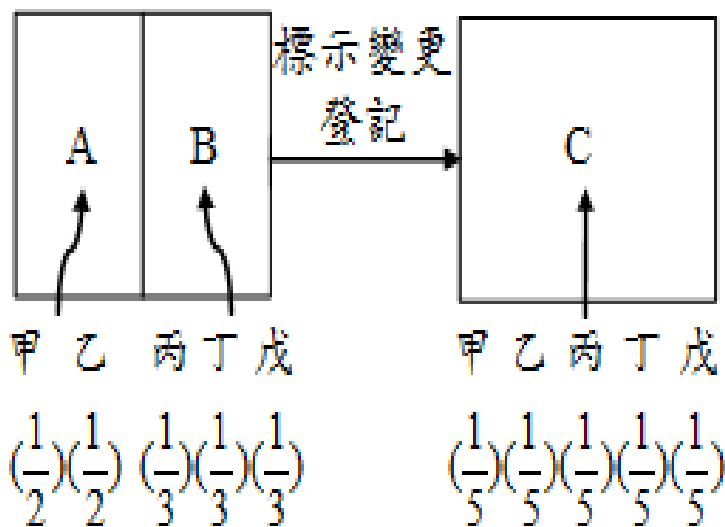 標示變更
登記
A B C
甲 乙 丙 丁 戊 甲 乙 丙 丁 戊
(1/2)(1/2) (1/3)(1/3)(1/3) (1/5)(1/5)(1/5)(1/5)(1/5)